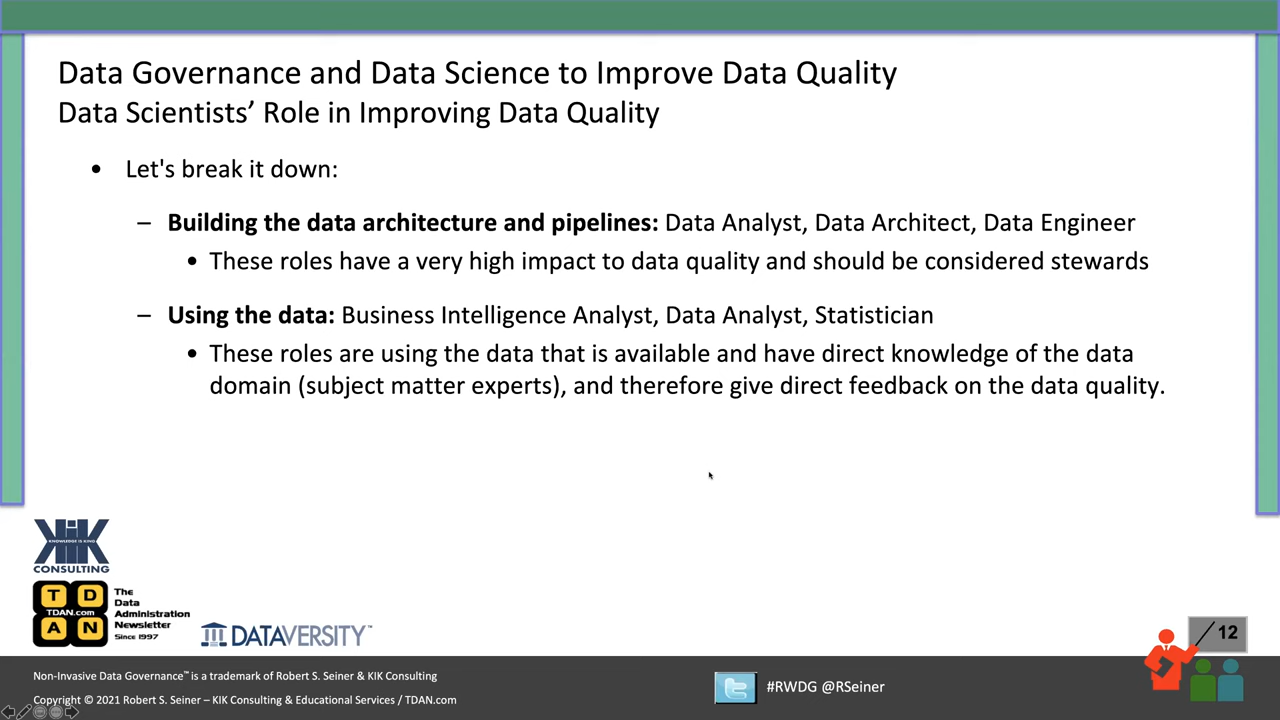 Data Governance and Data Science to Improve Data Quality
Data Scientists’ Role in Improving Data Quality
• Let's break it down:
– Building the data architecture and pipelines: Data Analyst, Data Architect, Data Engineer
• These roles have a very high impact to data quality and should be considered stewards
– Using the data: Business Intelligence Analyst, Data Analyst, Statistician
• These roles are using the data that is available and have direct knowledge of the data
domain (subject matter experts), and therefore give direct feedback on the data quality.
KIK
KNOWLEDGE IS KIND
CONSULTING
T D
TDAN.com
A N
The
Data
Administration
Newsletter
Since 1997
DATAVERSITY™
12
Non-Invasive Data Governance™ is a trademark of Robert S. Seiner & KIK Consulting
Copyright © 2021 Robert S. Seiner – KIK Consulting & Educational Services / TDAN.com
#RWDG @RSeiner